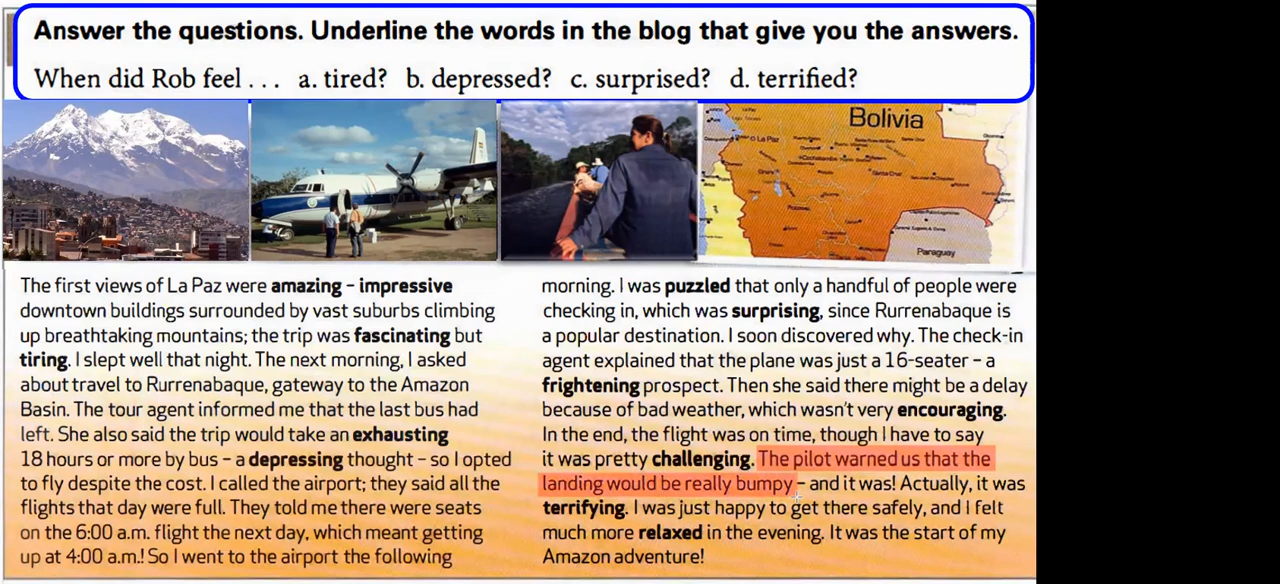 Answer the questions. Underline the words in the blog that give you the answers.
When did Rob feel . . . a. tired? b. depressed? c. surprised? d. terrified?
Bolivia
La Paz
Cochabamba
Santa Cruz
Oruro
Paraguay
The first views of La Paz were amazing – impressive
downtown buildings surrounded by vast suburbs climbing
up breathtaking mountains; the trip was fascinating but
tiring. I slept well that night. The next morning, I asked
about travel to Rurrenabaque, gateway to the Amazon
Basin. The tour agent informed me that the last bus had
left. She also said the trip would take an exhausting
18 hours or more by bus – a depressing thought – so I opted
to fly despite the cost. I called the airport; they said all the
flights that day were full. They told me there were seats
on the 6:00 a.m. flight the next day, which meant getting
up at 4:00 a.m.! So I went to the airport the following
morning. I was puzzled that only a handful of people were
checking in, which was surprising, since Rurrenabaque is
a popular destination. I soon discovered why. The check-in
agent explained that the plane was just a 16-seater – a
frightening prospect. Then she said there might be a delay
because of bad weather, which wasn't very encouraging.
In the end, the flight was on time, though I have to say
it was pretty challenging. The pilot warned us that the
landing would be really bumpy – and it was! Actually, it was
terrifying. I was just happy to get there safely, and I felt
much more relaxed in the evening. It was the start of my
Amazon adventure!